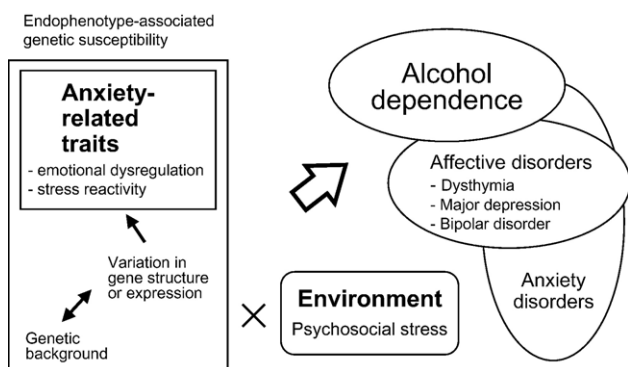 Endophenotype-associated
genetic susceptibility
Anxiety-
related
traits
- emotional dysregulation
- stress reactivity
Variation in
gene structure
or expression
Genetic
background
×
Environment
Psychosocial stress
Alcohol
dependence
Affective disorders
- Dysthymia
- Major depression
- Bipolar disorder
Anxiety
disorders